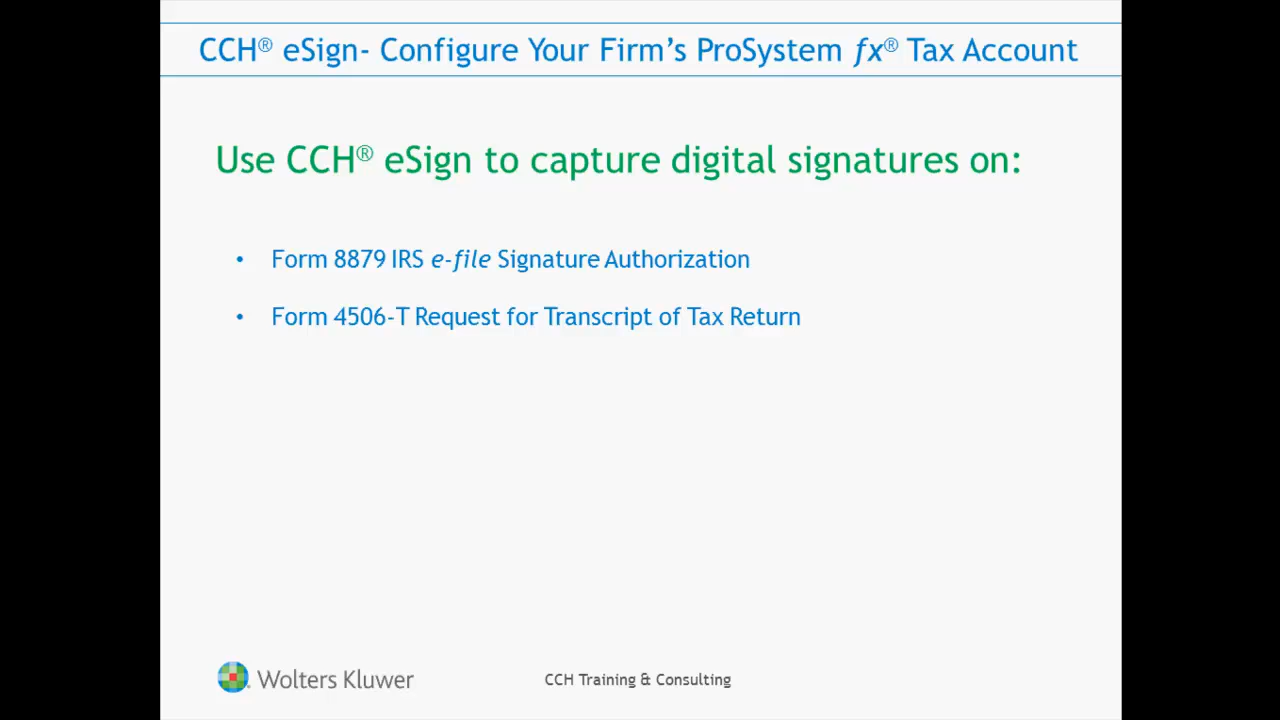 CCH® eSign- Configure Your Firm's ProSystem fx® Tax Account
Use CCH® eSign to capture digital signatures on:
• Form 8879 IRS e-file Signature Authorization
• Form 4506-T Request for Transcript of Tax Return
Wolters Kluwer
CCH Training & Consulting